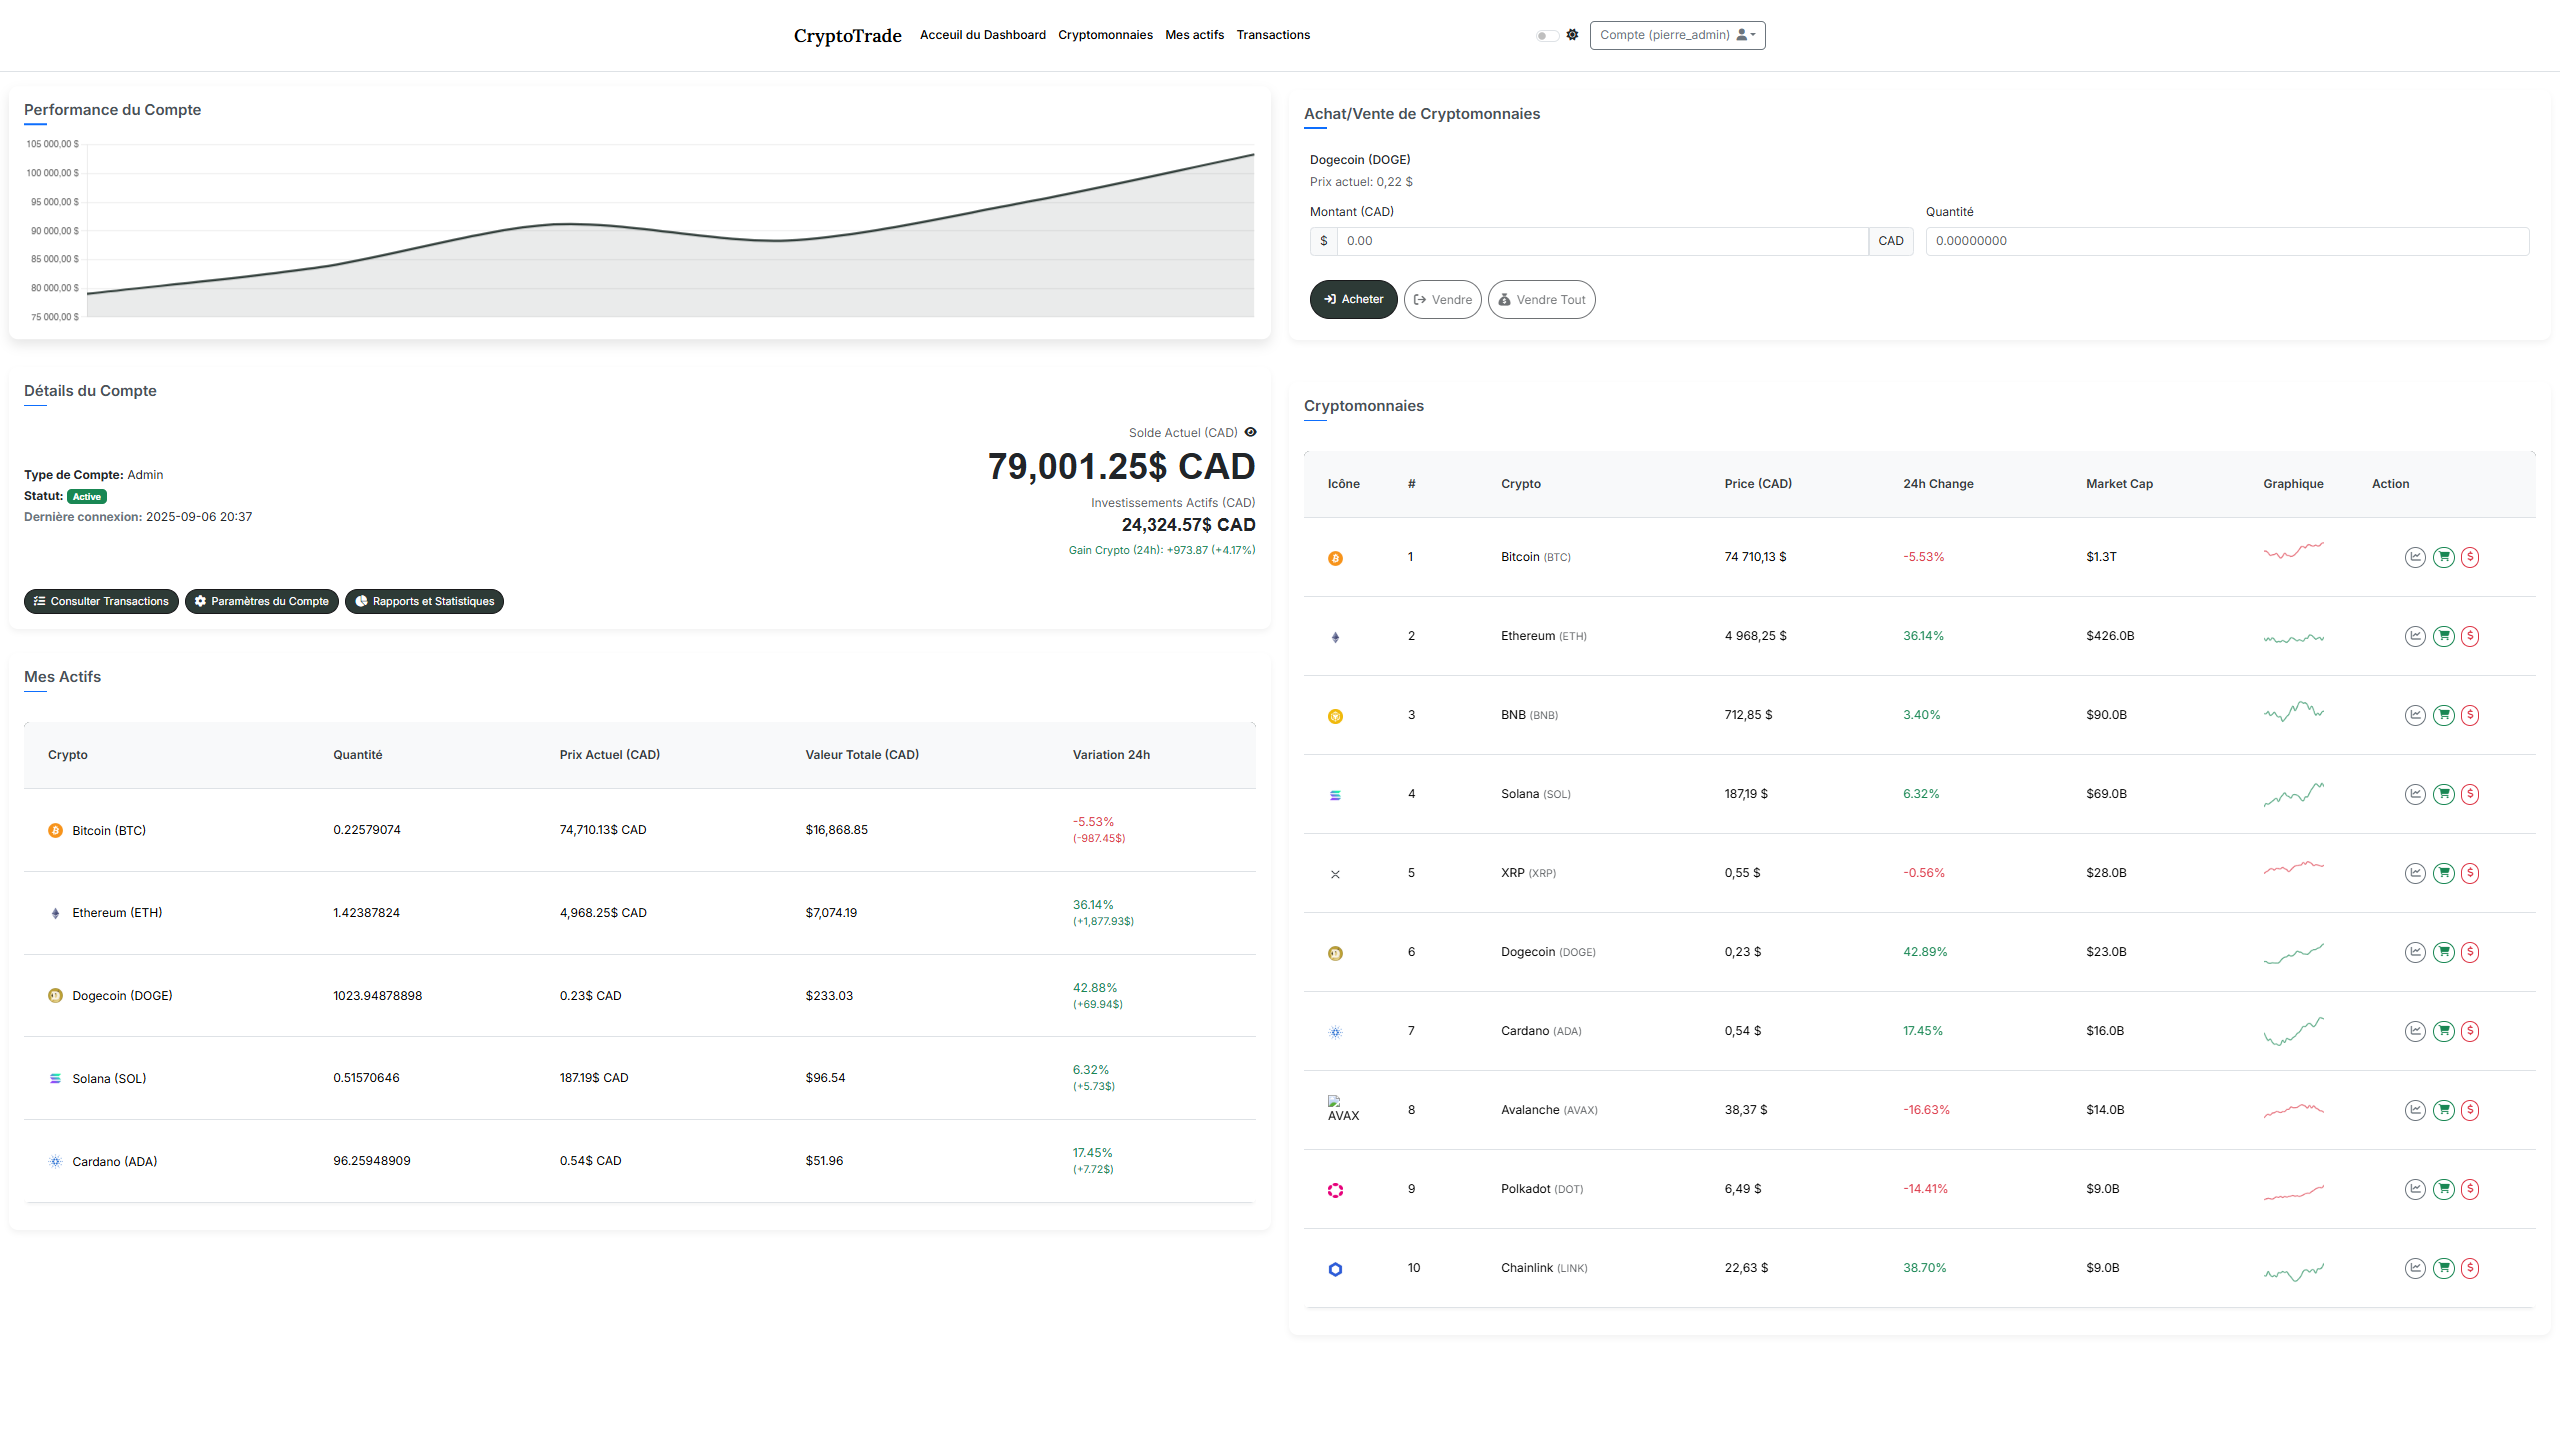 CryptoTrade Acceuil du Dashboard Cryptomonnaies Mes actifs Transactions Compte (pierre_admin)
Performance du Compte
105 000,00 $
100 000,00 $
95 000,00 $
90 000,00 $
85 000,00 $
80 000,00 $
75 000,00 $
Achat/Vente de Cryptomonnaies
Dogecoin (DOGE)
Prix actuel: 0,22 $
Montant (CAD) Quantité
$ 0.00 CAD 0.00000000
Acheter Vendre Vendre Tout
Détails du Compte
Solde Actuel (CAD)
79,001.25$ CAD
Investissements Actifs (CAD)
24,324.57$ CAD
Gain Crypto (24h): +973.87 (+4.17%)
Type de Compte: Admin
Statut: Active
Dernière connexion: 2025-09-06 20:37
Consulter Transactions Paramètres du Compte Rapports et Statistiques
Mes Actifs
Crypto Quantité Prix Actuel (CAD) Valeur Totale (CAD) Variation 24h
Bitcoin (BTC) 0.22579074 74,710.13$ CAD $16,868.85 -5.53%
(-987.45$)
Ethereum (ETH) 1.42387824 4,968.25$ CAD $7,074.19 36.14%
(+1,877.93$)
Dogecoin (DOGE) 1023.94878898 0.23$ CAD $233.03 42.88%
(+69.94$)
Solana (SOL) 0.51570646 187.19$ CAD $96.54 6.32%
(+5.73$)
Cardano (ADA) 96.25948909 0.54$ CAD $51.96 17.45%
(+7.72$)
Cryptomonnaies
Icône # Crypto Price (CAD) 24h Change Market Cap Graphique Action
1 Bitcoin (BTC) 74 710,13 $ -5.53% $1.3T
2 Ethereum (ETH) 4 968,25 $ 36.14% $426.0B
3 BNB (BNB) 712,85 $ 3.40% $90.0B
4 Solana (SOL) 187,19 $ 6.32% $69.0B
5 XRP (XRP) 0,55 $ -0.56% $28.0B
6 Dogecoin (DOGE) 0,23 $ 42.89% $23.0B
7 Cardano (ADA) 0,54 $ 17.45% $16.0B
AVAX 8 Avalanche (AVAX) 38,37 $ -16.63% $14.0B
9 Polkadot (DOT) 6,49 $ -14.41% $9.0B
10 Chainlink (LINK) 22,63 $ 38.70% $9.0B